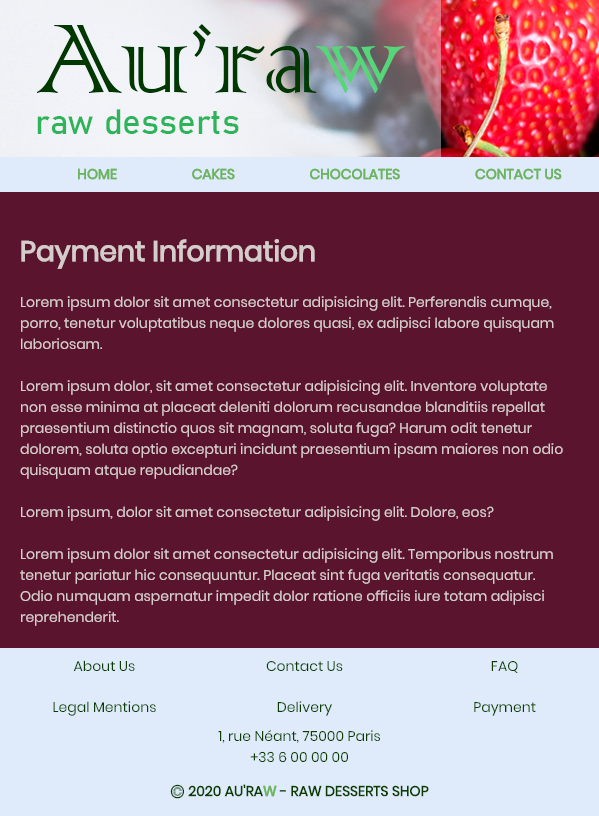 Au'raw
raw desserts
HOME CAKES CHOCOLATES CONTACT US
Payment Information
Lorem ipsum dolor sit amet consectetur adipisicing elit. Perferendis cumque,
porro, tenetur voluptatibus neque dolores quasi, ex adipisci labore quisquam
laboriosam.
Lorem ipsum dolor, sit amet consectetur adipisicing elit. Inventore voluptate
non esse minima at placeat deleniti dolorum recusandae blanditiis repellat
praesentium distinctio quos sit magnam, soluta fuga? Harum odit tenetur
dolorem, soluta optio excepturi incidunt praesentium ipsam maiores non odio
quisquam atque repudiandae?
Lorem ipsum, dolor sit amet consectetur adipisicing elit. Dolore, eos?
Lorem ipsum dolor sit amet consectetur adipisicing elit. Temporibus nostrum
tenetur pariatur hic consequuntur. Placeat sint fuga veritatis consequatur.
Odio numquam aspernatur impedit dolor ratione officiis iure totam adipisci
reprehenderit.
About Us Contact Us FAQ
Legal Mentions Delivery Payment
1, rue Néant, 75000 Paris
+33 6 00 00 00
© 2020 AU'RAW - RAW DESSERTS SHOP